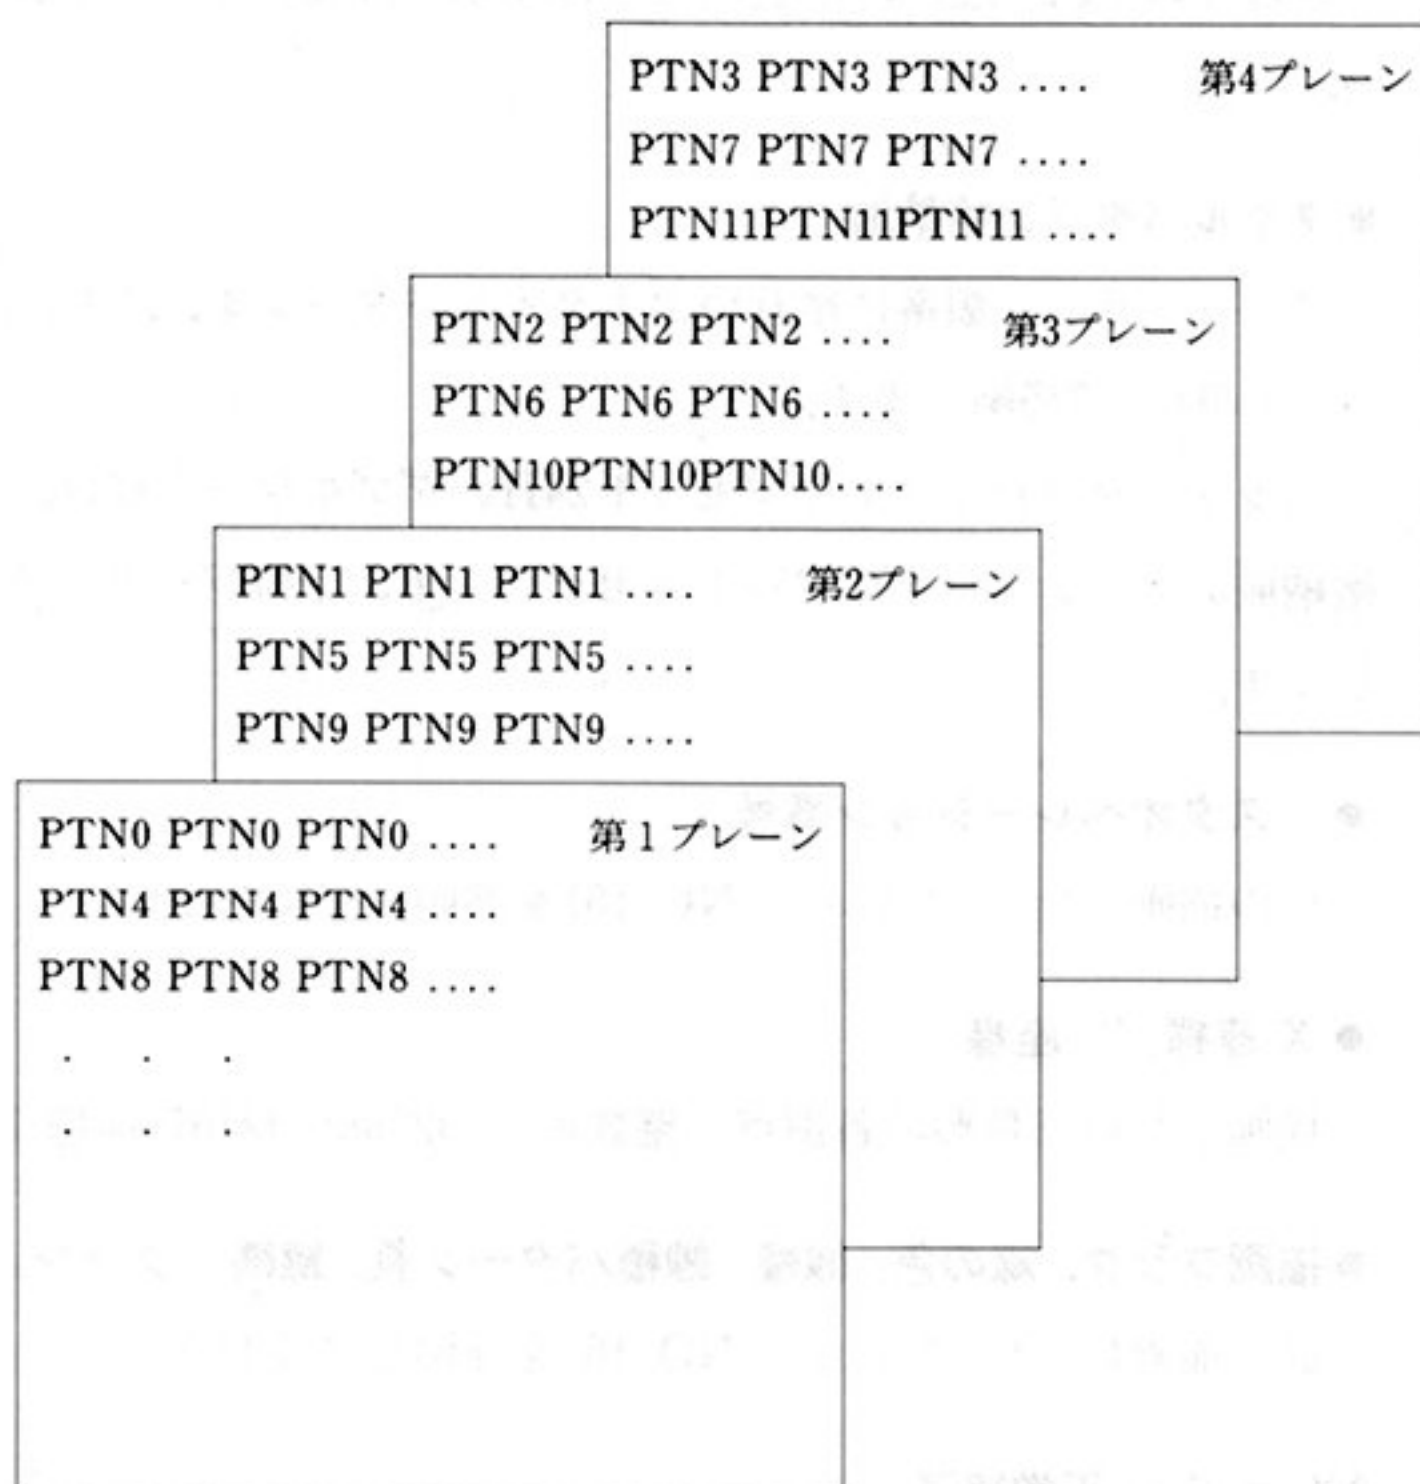 PTN3 PTN3 PTN3 .... 第4プレーン
PTN7 PTN7 PTN7 ....
PTN11PTN11PTN11 ....
PTN2 PTN2 PTN2 .... 第3プレーン
PTN6 PTN6 PTN6 ....
PTN10PTN10PTN10....
PTN1 PTN1 PTN1 .... 第2プレーン
PTN5 PTN5 PTN5 ....
PTN9 PTN9 PTN9 ....
PTN0 PTN0 PTN0 .... 第1プレーン
PTN4 PTN4 PTN4 ....
PTN8 PTN8 PTN8 ....
. . .
. . .